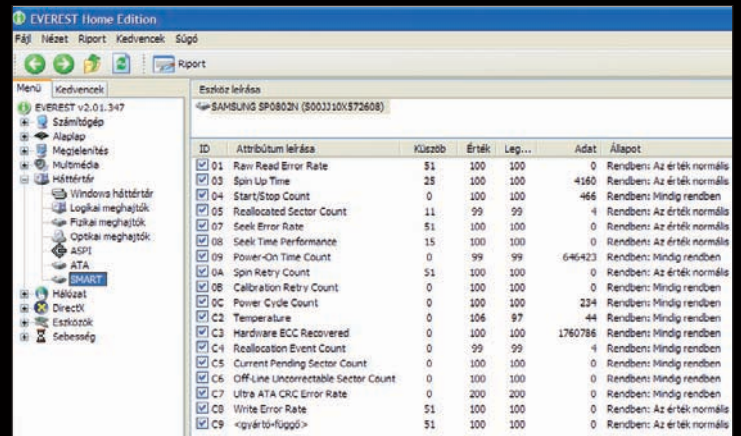 EVEREST Home Edition
Fájl Nézet Riport Kedvencek Súgó
Riport
Menü Kedvencek
EVEREST v2.01.347
Számítógép
Alaplap
Megjelenítés
Multimédia
Háttértár
Windows háttértár
Logikai meghajtók
Fizikai meghajtók
Optikai meghajtók
ASPI
ATA
SMART
Hálózat
DirectX
Eszközök
Sebesség
Eszköz leírása
SAMSUNG SP0802N (S00JJ10X572608)
ID Attribútum leírása Küszöb Érték Leg... Adat Állapot
01 Raw Read Error Rate 51 100 100 0 Rendben: Az érték normális
03 Spin Up Time 25 100 100 4160 Rendben: Az érték normális
04 Start/Stop Count 0 100 100 466 Rendben: Mindig rendben
05 Reallocated Sector Count 11 99 99 4 Rendben: Az érték normális
07 Seek Error Rate 51 100 100 0 Rendben: Az érték normális
08 Seek Time Performance 15 100 100 0 Rendben: Az érték normális
09 Power-On Time Count 0 99 99 646423 Rendben: Mindig rendben
0A Spin Retry Count 51 100 100 0 Rendben: Az érték normális
0B Calibration Retry Count 0 100 100 0 Rendben: Mindig rendben
0C Power Cycle Count 0 100 100 234 Rendben: Mindig rendben
C2 Temperature 0 106 97 44 Rendben: Mindig rendben
C3 Hardware ECC Recovered 0 100 100 1760786 Rendben: Mindig rendben
C4 Reallocation Event Count 0 99 99 4 Rendben: Mindig rendben
C5 Current Pending Sector Count 0 100 100 0 Rendben: Mindig rendben
C6 Off-Line Uncorrectable Sector Count 0 100 100 0 Rendben: Mindig rendben
C7 Ultra ATA CRC Error Rate 0 200 200 0 Rendben: Mindig rendben
C8 Write Error Rate 51 100 100 0 Rendben: Az érték normális
C9 <gyártó-függő> 51 100 100 0 Rendben: Az érték normális